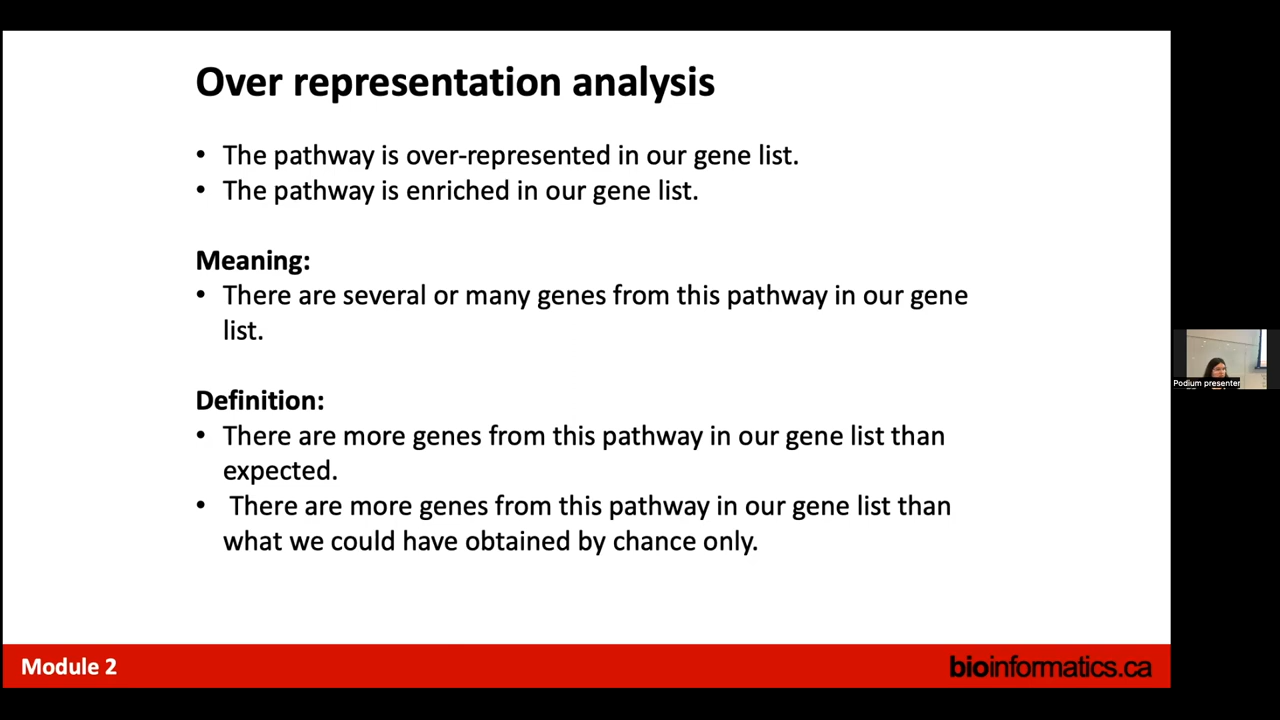 Over representation analysis
• The pathway is over-represented in our gene list.
• The pathway is enriched in our gene list.
Meaning:
• There are several or many genes from this pathway in our gene
list.
Definition:
• There are more genes from this pathway in our gene list than
expected.
• There are more genes from this pathway in our gene list than
what we could have obtained by chance only.
Podium presenter
Module 2
bioinformatics.ca